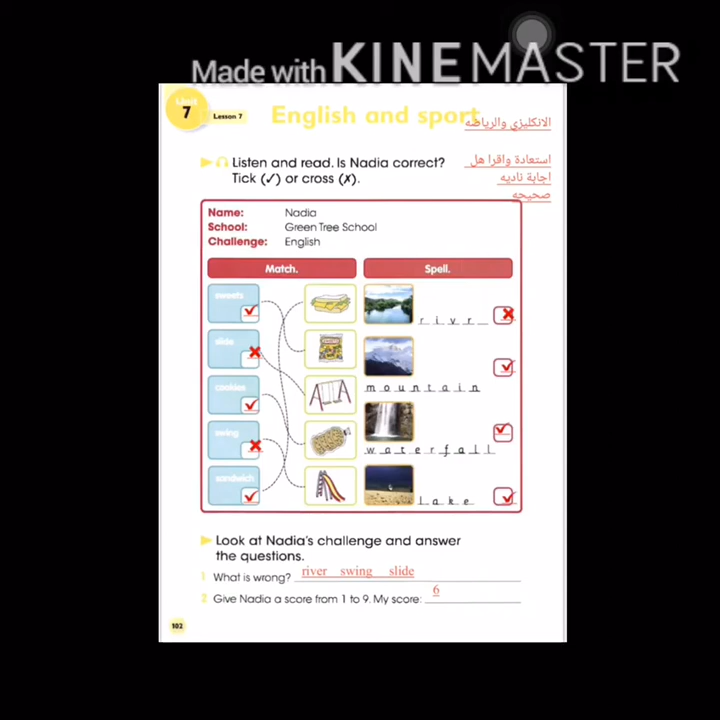 Made with KINEMASTER
Unit
7
Lesson 7
English and sport
الانكليزي والرياضه
Listen and read. Is Nadia correct?
Tick (✓) or cross (✗).
استعادة واقرا هل
اجابة ناديه
صحيحه
Name: Nadia
School: Green Tree School
Challenge: English
Match. Spell.
sweets
r i v r
slide
m o u n t a i n
cookies
w a t e r f a l l
swing
sandwich
l a k e
Look at Nadia's challenge and answer
the questions.
1 What is wrong? river swing slide
2 Give Nadia a score from 1 to 9. My score: 6
102